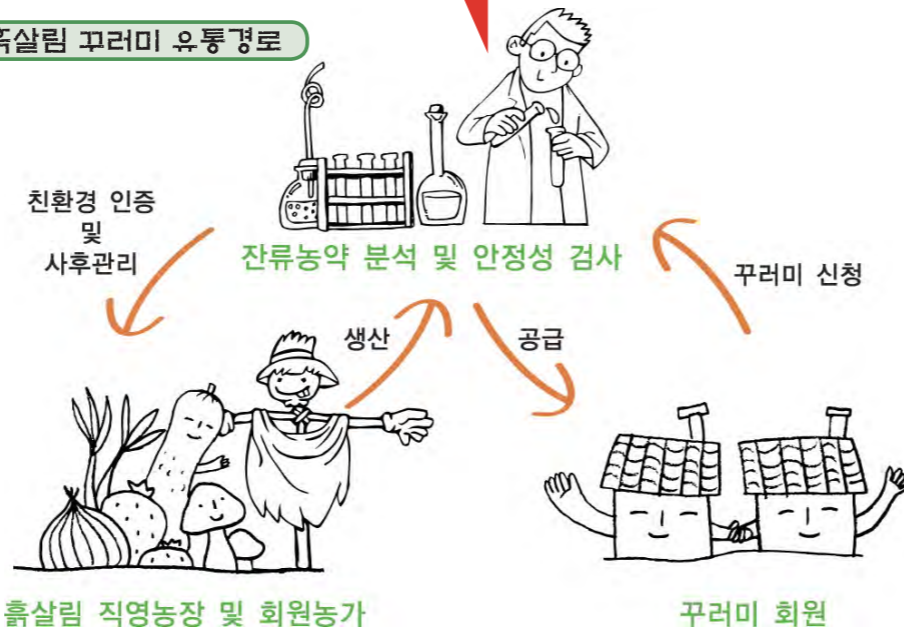 흙살림 꾸러미 유통경로
친환경 인증
및
사후관리
잔류농약 분석 및 안정성 검사
꾸러미 신청
생산
공급
흙살림 직영농장 및 회원농가
꾸러미 회원